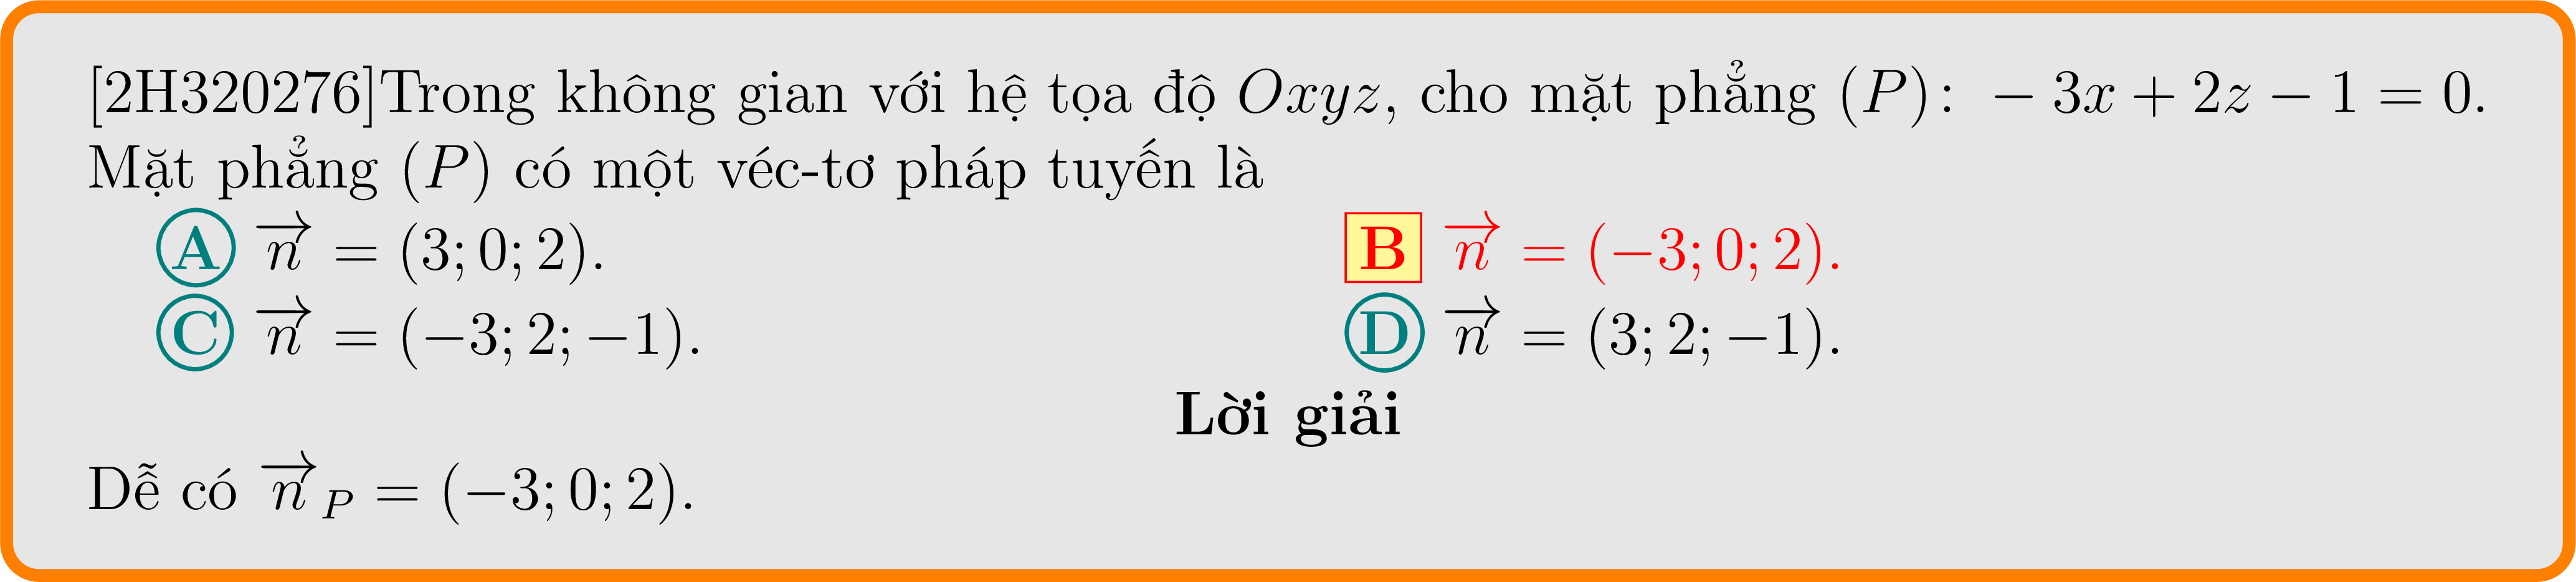 [2H320276]Trong không gian với hệ tọa độ Oxyz, cho mặt phẳng (P): −3x + 2z − 1 = 0.
Mặt phẳng (P) có một véc-tơ pháp tuyến là
A $\overrightarrow{n}$ = (3; 0; 2). B $\overrightarrow{n}$ = (−3; 0; 2).
C $\overrightarrow{n}$ = (−3; 2; −1). D $\overrightarrow{n}$ = (3; 2; −1).
Lời giải
Dễ có $\overrightarrow{n}_P$ = (−3; 0; 2).